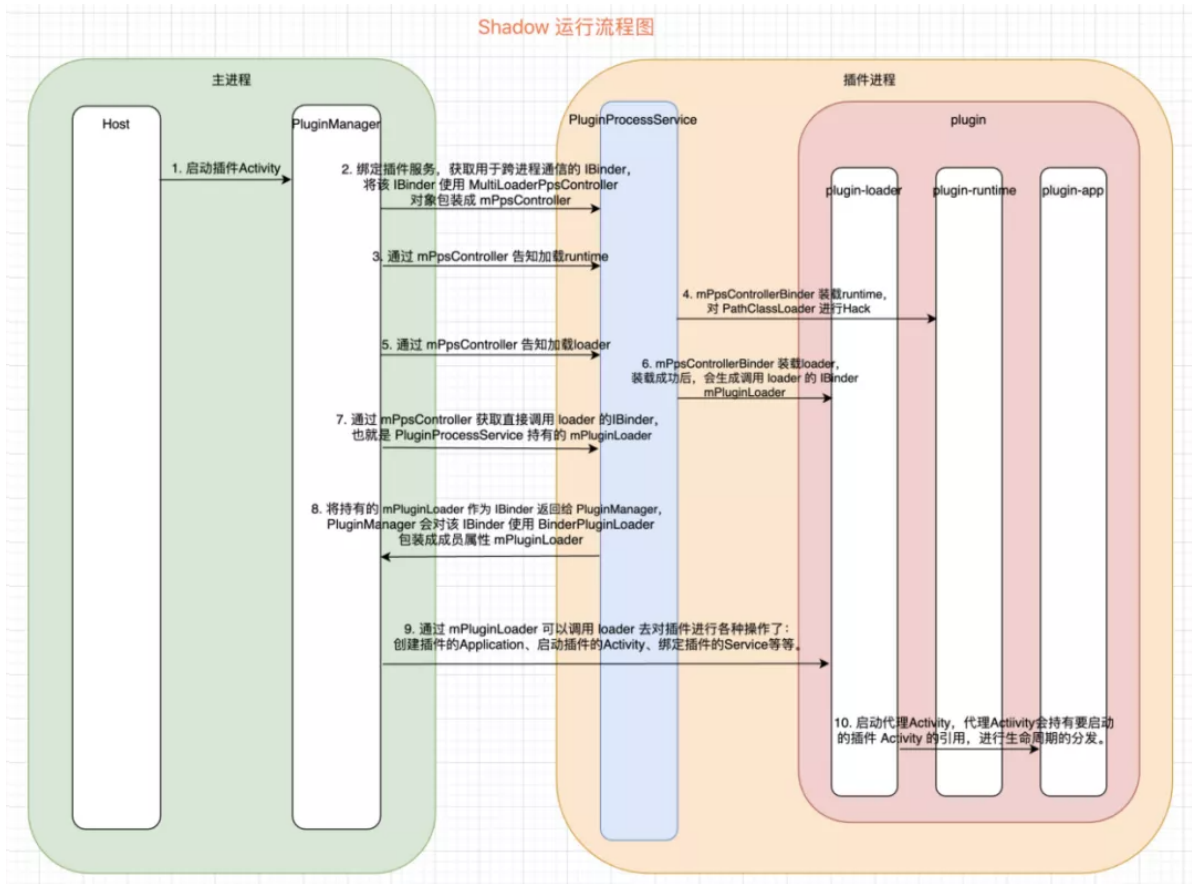 Shadow 运行流程图
主进程
插件进程
Host
PluginManager
PluginProcessService
plugin
plugin-loader
plugin-runtime
plugin-app
1. 启动插件Activity
2. 绑定插件服务，获取用于跨进程通信的 IBinder,
将该 IBinder 使用 MultiLoaderPpsController
对象包装成 mPpsController
3. 通过 mPpsController 告知加载runtime
4. mPpsControllerBinder 装载runtime,
对 PathClassLoader 进行Hack
5. 通过 mPpsController 告知加载loader
6. mPpsControllerBinder 装载loader,
装载成功后，会生成调用 loader 的 IBinder
mPluginLoader
7. 通过 mPpsController 获取直接调用 loader 的IBinder,
也就是 PluginProcessService 持有的 mPluginLoader
8. 将持有的 mPluginLoader 作为 IBinder 返回给 PluginManager,
PluginManager 会对该 IBinder 使用 BinderPluginLoader
包装成成员属性 mPluginLoader
9. 通过 mPluginLoader 可以调用 loader 去对插件进行各种操作了：
创建插件的Application、启动插件的Activity、绑定插件的Service等等。
10. 启动代理Activity，代理Actiivity会持有要启动
的插件 Activity 的引用，进行生命周期的分发。